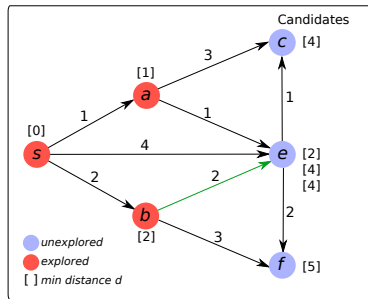 Candidates
c [4]
3
[1]
a
1
1
1
[0]
s
4
e [2]
[4]
[4]
2
2
2
b
[2]
3
f [5]
unexplored
explored
[ ] min distance d